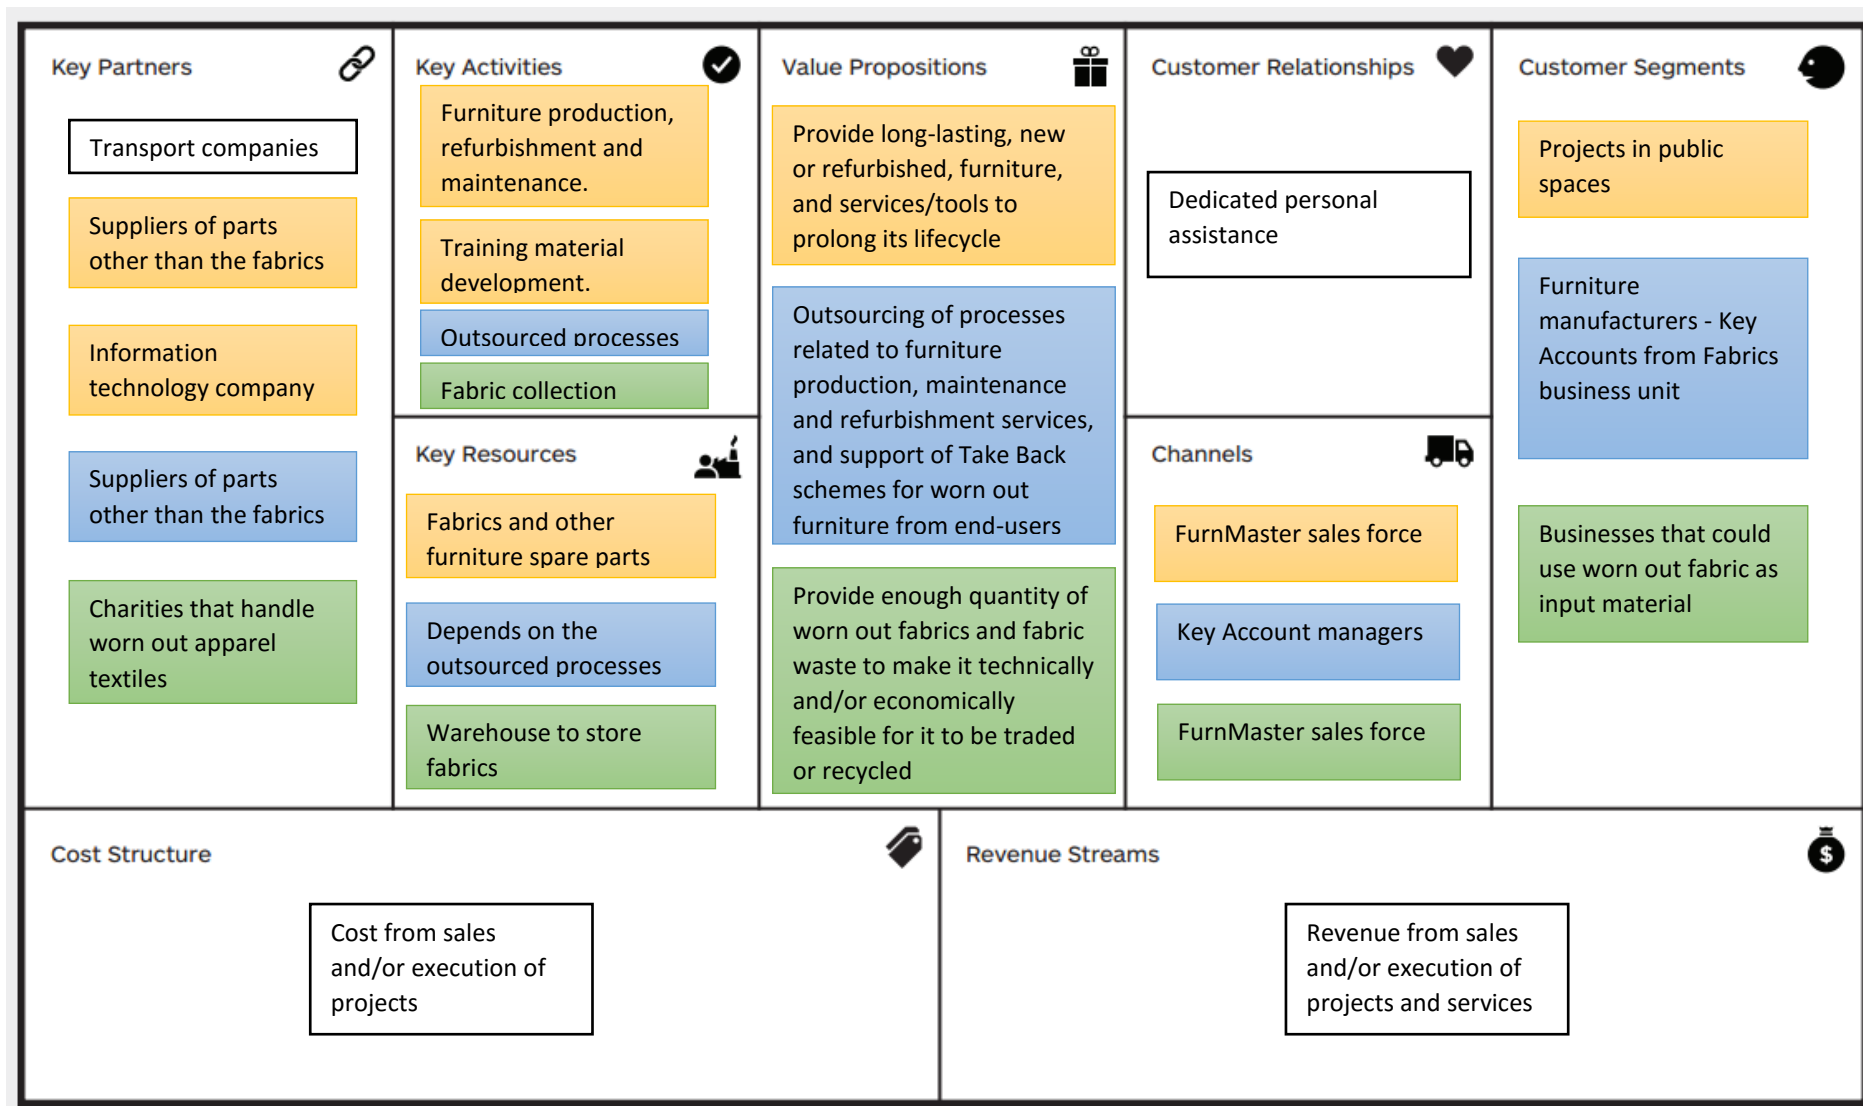 Key Partners
Transport companies
Suppliers of parts
other than the fabrics
Information
technology company
Suppliers of parts
other than the fabrics
Charities that handle
worn out apparel
textiles
Key Activities
Furniture production,
refurbishment and
maintenance.
Training material
development.
Outsourced processes
Fabric collection
Key Resources
Fabrics and other
furniture spare parts
Depends on the
outsourced processes
Warehouse to store
fabrics
Value Propositions
Provide long-lasting, new
or refurbished, furniture,
and services/tools to
prolong its lifecycle
Outsourcing of processes
related to furniture
production, maintenance
and refurbishment services,
and support of Take Back
schemes for worn out
furniture from end-users
Provide enough quantity of
worn out fabrics and fabric
waste to make it technically
and/or economically
feasible for it to be traded
or recycled
Customer Relationships
Dedicated personal
assistance
Channels
FurnMaster sales force
Key Account managers
FurnMaster sales force
Customer Segments
Projects in public
spaces
Furniture
manufacturers - Key
Accounts from Fabrics
business unit
Businesses that could
use worn out fabric as
input material
Cost Structure
Cost from sales
and/or execution of
projects
Revenue Streams
$
Revenue from sales
and/or execution of
projects and services